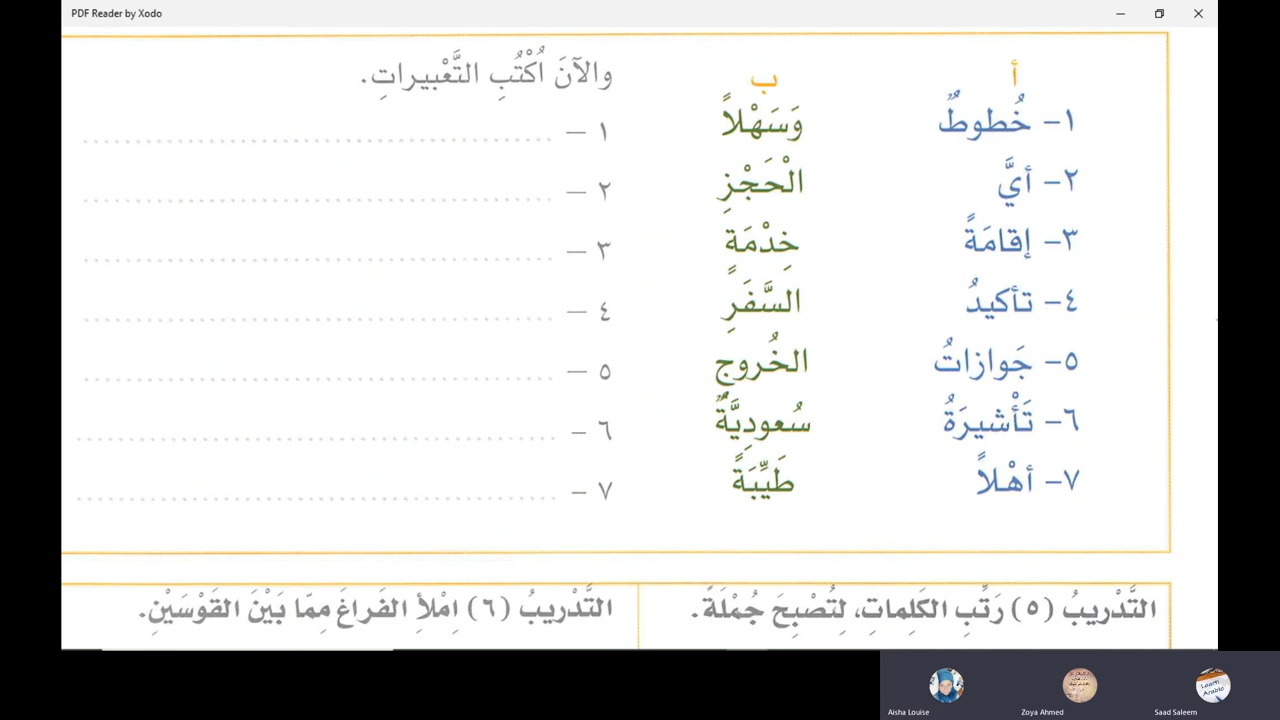 PDF Reader by Xodo
أ ب والآنَ اُكْتُبِ التَّعْبيراتِ.
١- خُطوطٌ وَسَهْلاً ١ –
٢- أيَّ الْحَجْزِ ٢ –
٣- إقامَةً خِدْمَةٍ ٣ –
٤- تأكيدُ السَّفَرِ ٤ –
٥- جَوازاتُ الخُروجِ ٥ –
٦- تَأْشيرَةُ سُعودِيَّةٌ ٦ –
٧- أهْلاً طَيِّبَةً ٧ –
التَّدْريبُ (٥) رَتِّبِ الكَلِماتِ، لِتُصْبِحَ جُمْلَةً.
التَّدْريبُ (٦) اِمْلأِ الفَراغَ مِمّا بَيْنَ القَوْسَيْنِ.
Aisha Louise
Zoya Ahmed
Saad Saleem